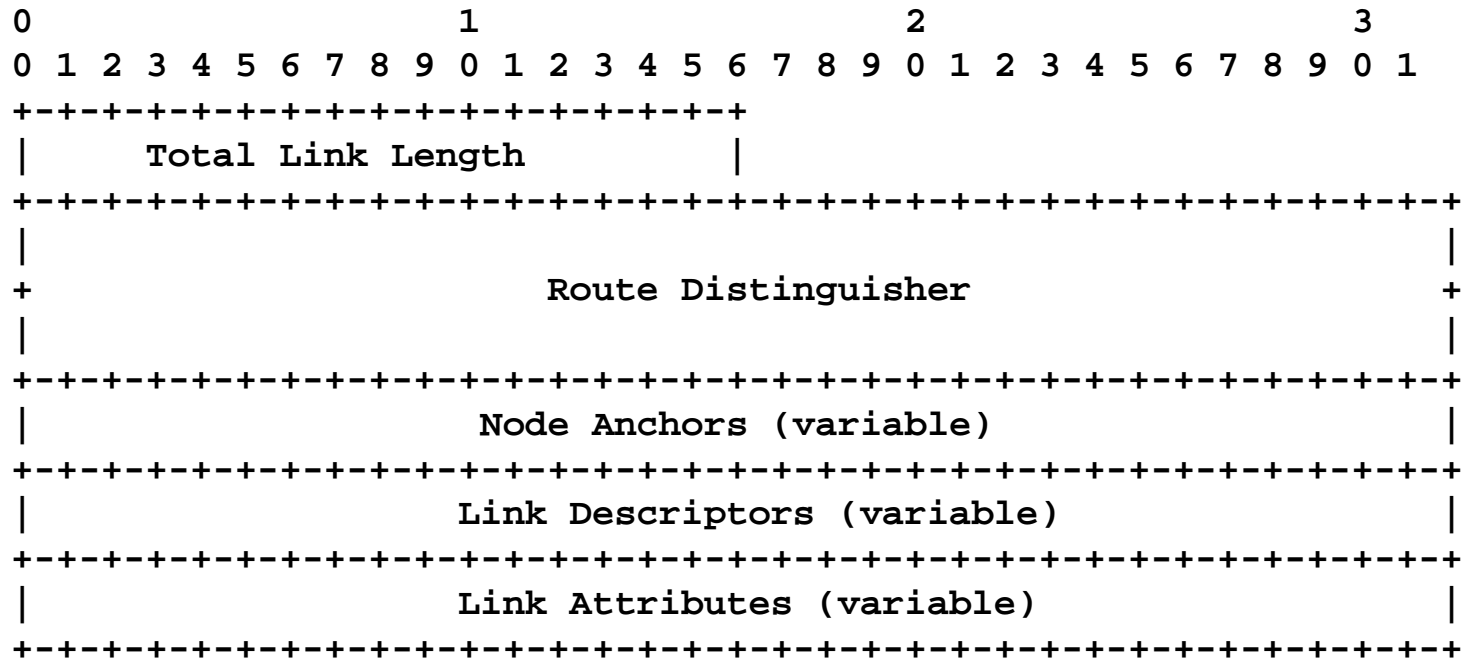 0                   1                   2                   3
0 1 2 3 4 5 6 7 8 9 0 1 2 3 4 5 6 7 8 9 0 1 2 3 4 5 6 7 8 9 0 1
+-+-+-+-+-+-+-+-+-+-+-+-+-+-+-+-+
|     Total Link Length         |
+-+-+-+-+-+-+-+-+-+-+-+-+-+-+-+-+-+-+-+-+-+-+-+-+-+-+-+-+-+-+-+-+
|                                                               |
+                       Route Distinguisher                     +
|                                                               |
+-+-+-+-+-+-+-+-+-+-+-+-+-+-+-+-+-+-+-+-+-+-+-+-+-+-+-+-+-+-+-+-+
|                    Node Anchors (variable)                    |
+-+-+-+-+-+-+-+-+-+-+-+-+-+-+-+-+-+-+-+-+-+-+-+-+-+-+-+-+-+-+-+-+
|                   Link Descriptors (variable)                 |
+-+-+-+-+-+-+-+-+-+-+-+-+-+-+-+-+-+-+-+-+-+-+-+-+-+-+-+-+-+-+-+-+
|                   Link Attributes (variable)                  |
+-+-+-+-+-+-+-+-+-+-+-+-+-+-+-+-+-+-+-+-+-+-+-+-+-+-+-+-+-+-+-+-+